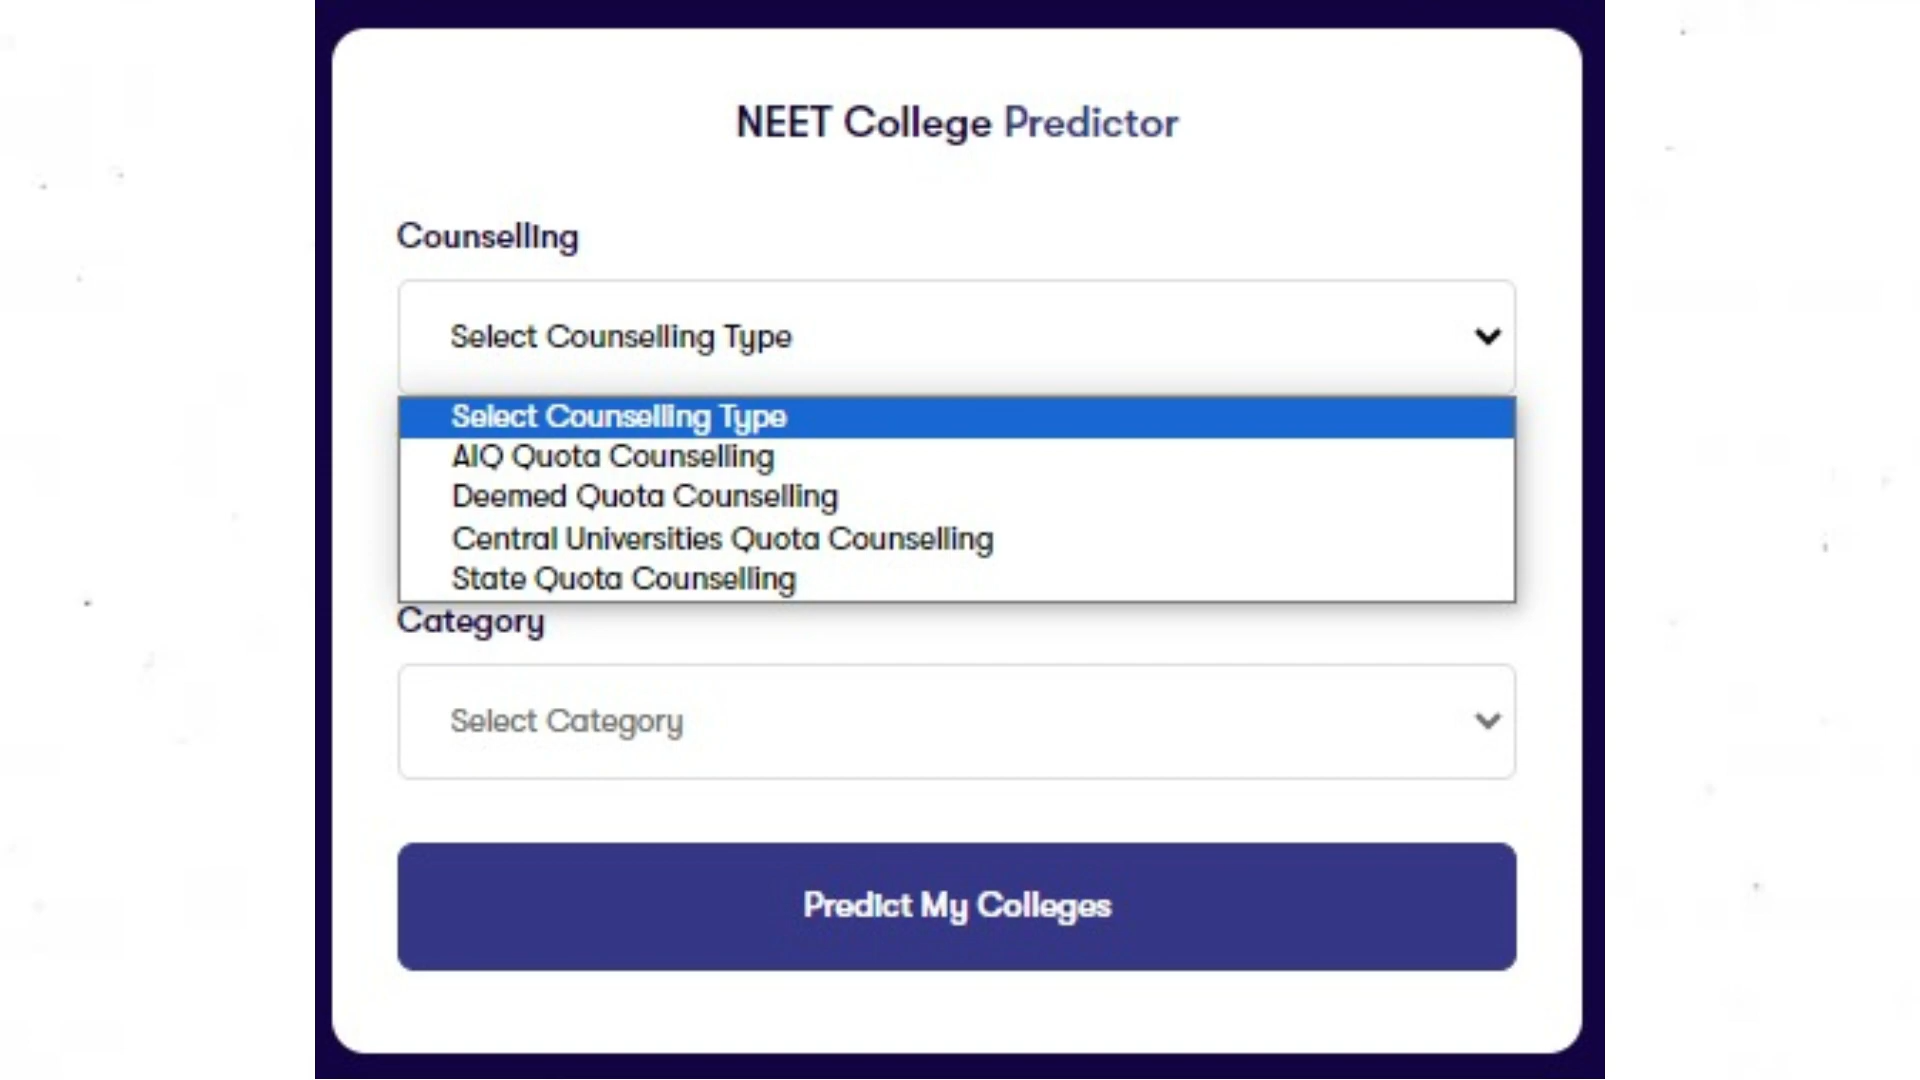 NEET College Predictor
Counselling
Select Counselling Type
Select Counselling Type
AIQ Quota Counselling
Deemed Quota Counselling
Central Universities Quota Counselling
State Quota Counselling
Category
Select Category
Predict My Colleges